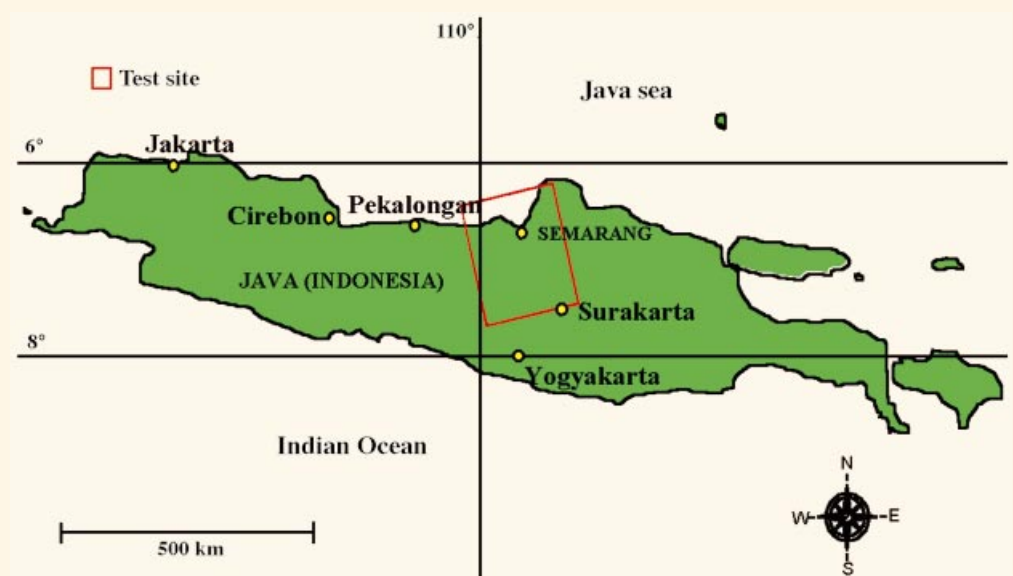 110°
Test site
Java sea
6°
Jakarta
Cirebon
Pekalongan
SEMARANG
JAVA (INDONESIA)
Surakarta
8°
Yogyakarta
Indian Ocean
500 km
N
W
E
S